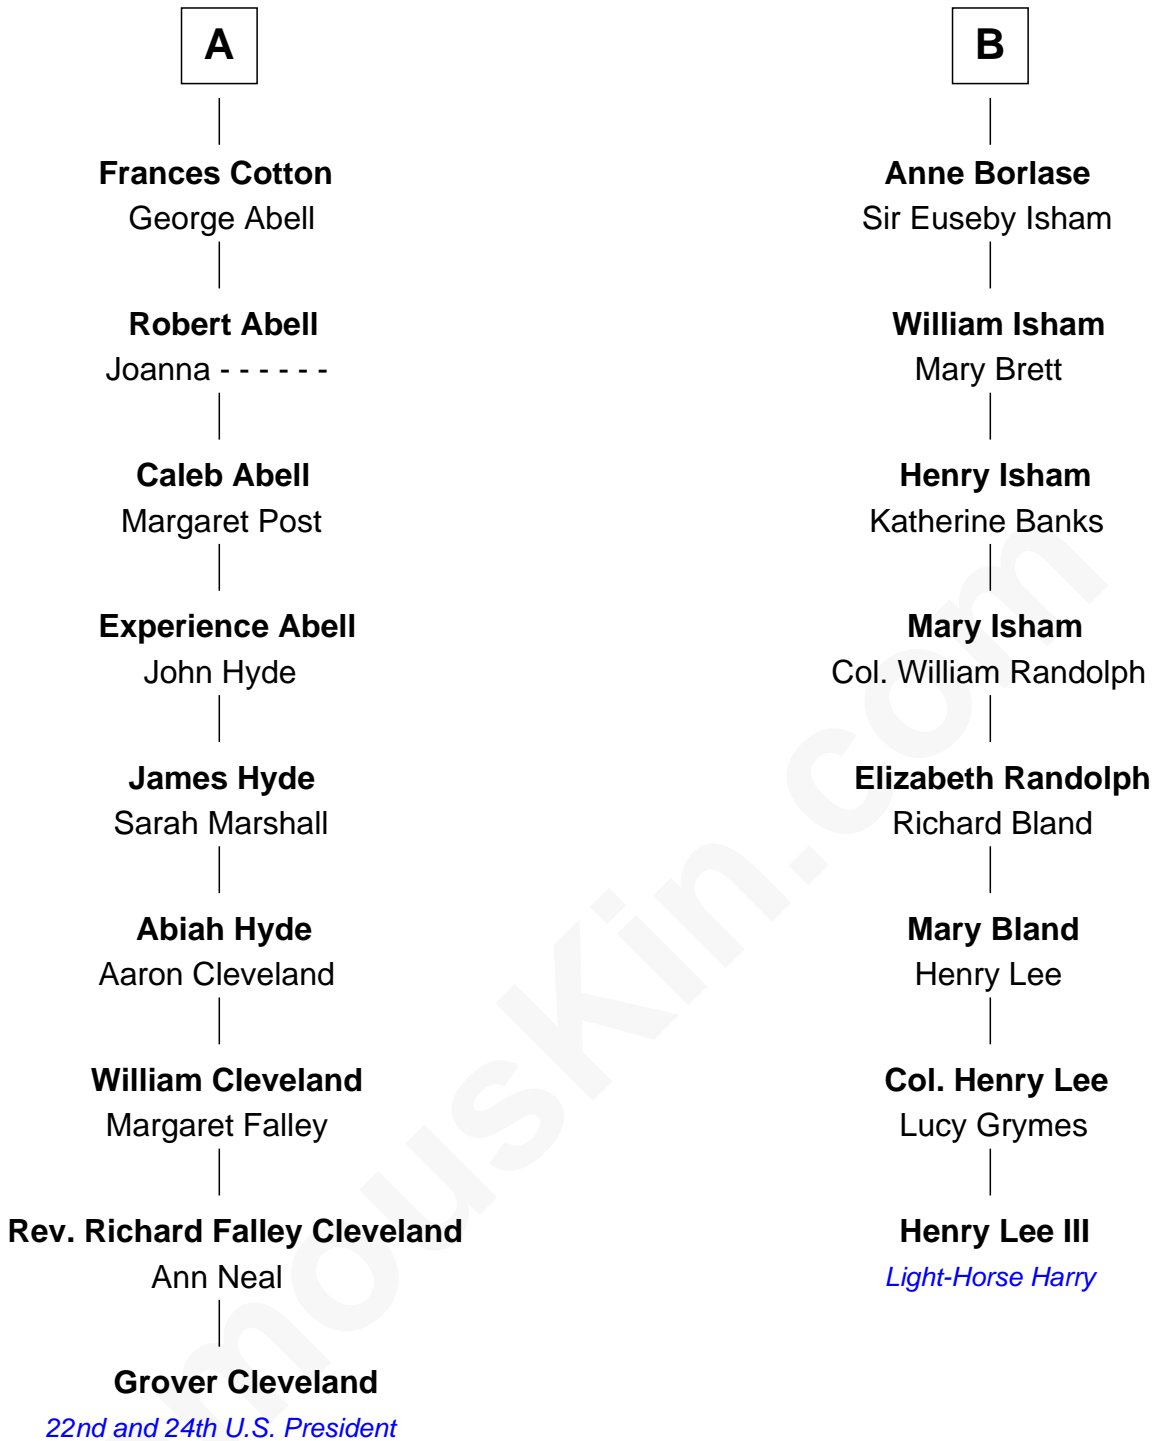 A
Frances Cotton
George Abell
Robert Abell
Joanna - - - - - -
Caleb Abell
Margaret Post
Experience Abell
John Hyde
James Hyde
Sarah Marshall
Abiah Hyde
Aaron Cleveland
William Cleveland
Margaret Falley
Rev. Richard Falley Cleveland
Ann Neal
Grover Cleveland
22nd and 24th U.S. President
B
Anne Borlase
Sir Euseby Isham
William Isham
Mary Brett
Henry Isham
Katherine Banks
Mary Isham
Col. William Randolph
Elizabeth Randolph
Richard Bland
Mary Bland
Henry Lee
Col. Henry Lee
Lucy Grymes
Henry Lee III
Light-Horse Harry
mousKin.com